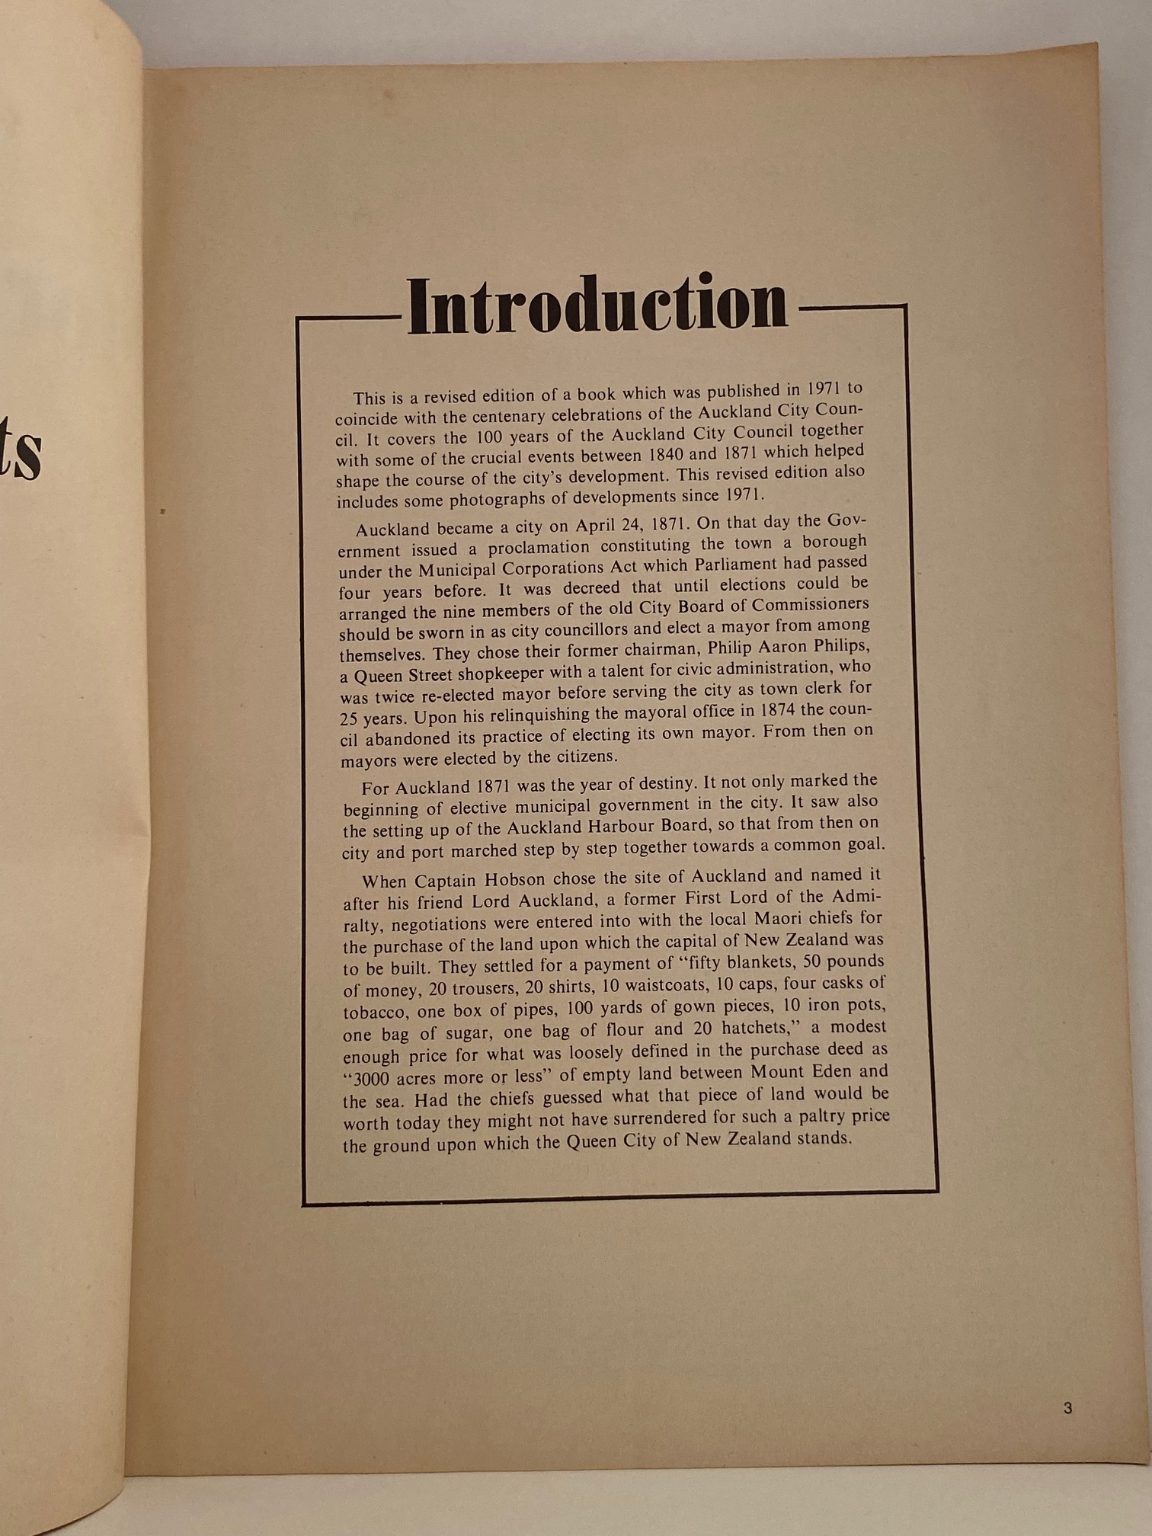 ts
Introduction
This is a revised edition of a book which was published in 1971 to
coincide with the centenary celebrations of the Auckland City Coun-
cil. It covers the 100 years of the Auckland City Council together
with some of the crucial events between 1840 and 1871 which helped
shape the course of the city's development. This revised edition also
includes some photographs of developments since 1971.
Auckland became a city on April 24, 1871. On that day the Gov-
ernment issued a proclamation constituting the town a borough
under the Municipal Corporations Act which Parliament had passed
four years before. It was decreed that until elections could be
arranged the nine members of the old City Board of Commissioners
should be sworn in as city councillors and elect a mayor from among
themselves. They chose their former chairman, Philip Aaron Philips,
a Queen Street shopkeeper with a talent for civic administration, who
was twice re-elected mayor before serving the city as town clerk for
25 years. Upon his relinquishing the mayoral office in 1874 the coun-
cil abandoned its practice of electing its own mayor. From then on
mayors were elected by the citizens.
For Auckland 1871 was the year of destiny. It not only marked the
beginning of elective municipal government in the city. It saw also
the setting up of the Auckland Harbour Board, so that from then on
city and port marched step by step together towards a common goal.
When Captain Hobson chose the site of Auckland and named it
after his friend Lord Auckland, a former First Lord of the Admi-
ralty, negotiations were entered into with the local Maori chiefs for
the purchase of the land upon which the capital of New Zealand was
to be built. They settled for a payment of "fifty blankets, 50 pounds
of money, 20 trousers, 20 shirts, 10 waistcoats, 10 caps, four casks of
tobacco, one box of pipes, 100 yards of gown pieces, 10 iron pots,
one bag of sugar, one bag of flour and 20 hatchets," a modest
enough price for what was loosely defined in the purchase deed as
"3000 acres more or less" of empty land between Mount Eden and
the sea. Had the chiefs guessed what that piece of land would be
worth today they might not have surrendered for such a paltry price
the ground upon which the Queen City of New Zealand stands.
3